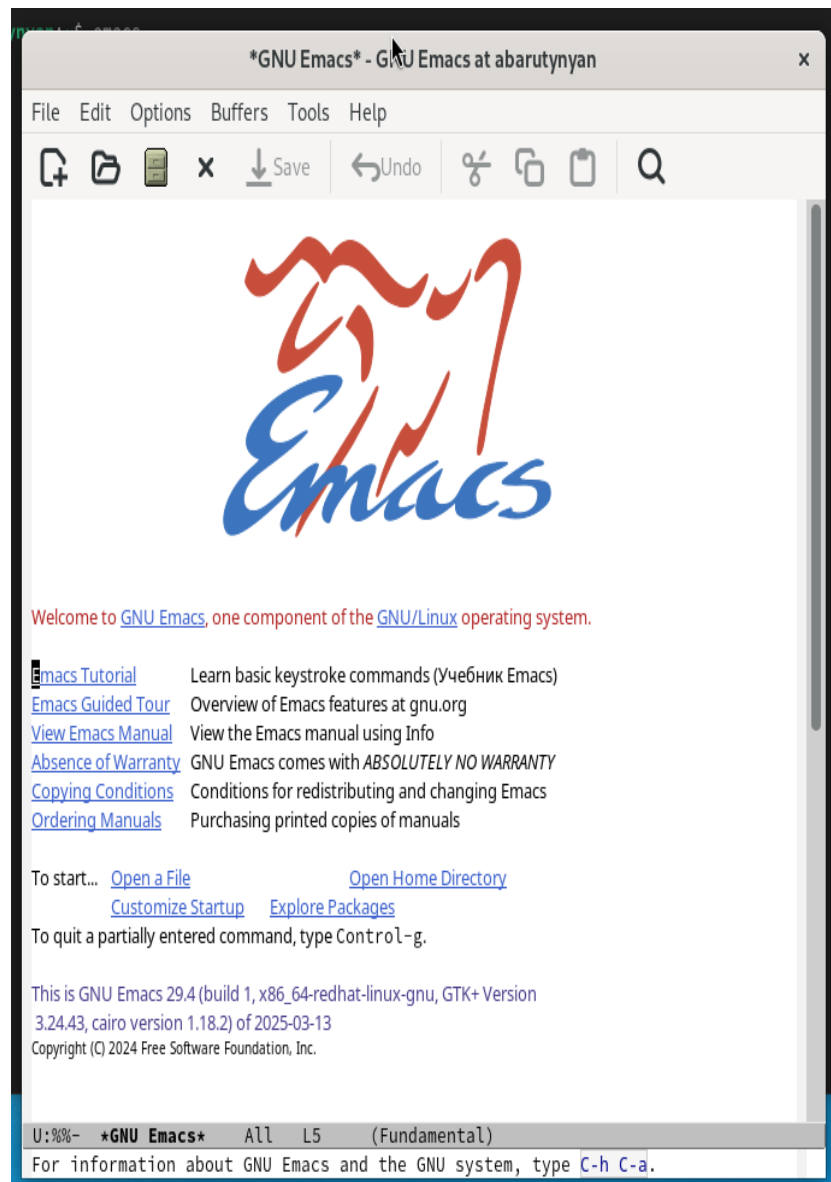 *GNU Emacs* - GNU Emacs at abarutynyan
File Edit Options Buffers Tools Help
Save Undo
Emacs
Welcome to GNU Emacs, one component of the GNU/Linux operating system.
Emacs Tutorial Learn basic keystroke commands (Учебник Emacs)
Emacs Guided Tour Overview of Emacs features at gnu.org
View Emacs Manual View the Emacs manual using Info
Absence of Warranty GNU Emacs comes with ABSOLUTELY NO WARRANTY
Copying Conditions Conditions for redistributing and changing Emacs
Ordering Manuals Purchasing printed copies of manuals
To start... Open a File Open Home Directory
Customize Startup Explore Packages
To quit a partially entered command, type Control-g.
This is GNU Emacs 29.4 (build 1, x86_64-redhat-linux-gnu, GTK+ Version
3.24.43, cairo version 1.18.2) of 2025-03-13
Copyright (C) 2024 Free Software Foundation, Inc.
U:%%- *GNU Emacs* All L5 (Fundamental)
For information about GNU Emacs and the GNU system, type C-h C-a.